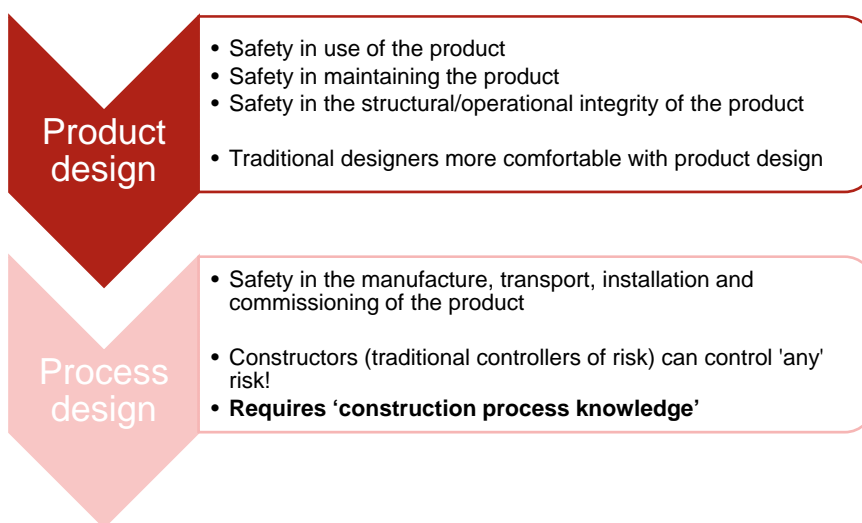 Product
design
• Safety in use of the product
• Safety in maintaining the product
• Safety in the structural/operational integrity of the product
• Traditional designers more comfortable with product design
Process
design
• Safety in the manufacture, transport, installation and
commissioning of the product
• Constructors (traditional controllers of risk) can control 'any'
risk!
• Requires ‘construction process knowledge’